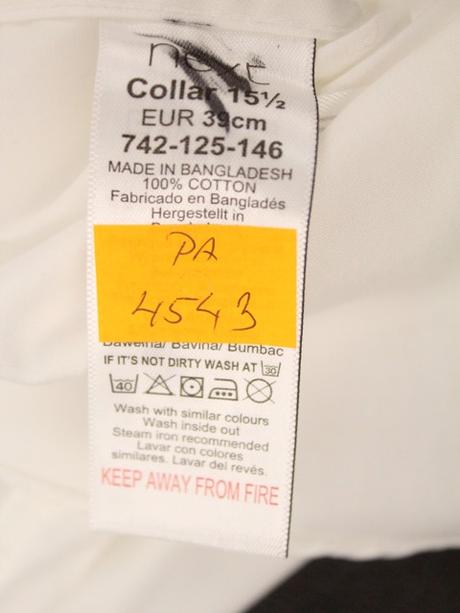 next
Collar 15½
EUR 39cm
742-125-146
MADE IN BANGLADESH
100% COTTON
Fabricado en Bangladés
Hergestellt in
PA
4543
Bavlna/ Bumbac
IF IT'S NOT DIRTY WASH AT 30
40
Wash with similar colours
Wash inside out
Steam iron recommended
Lavar con colores
similares. Lavar del revés.
KEEP AWAY FROM FIRE